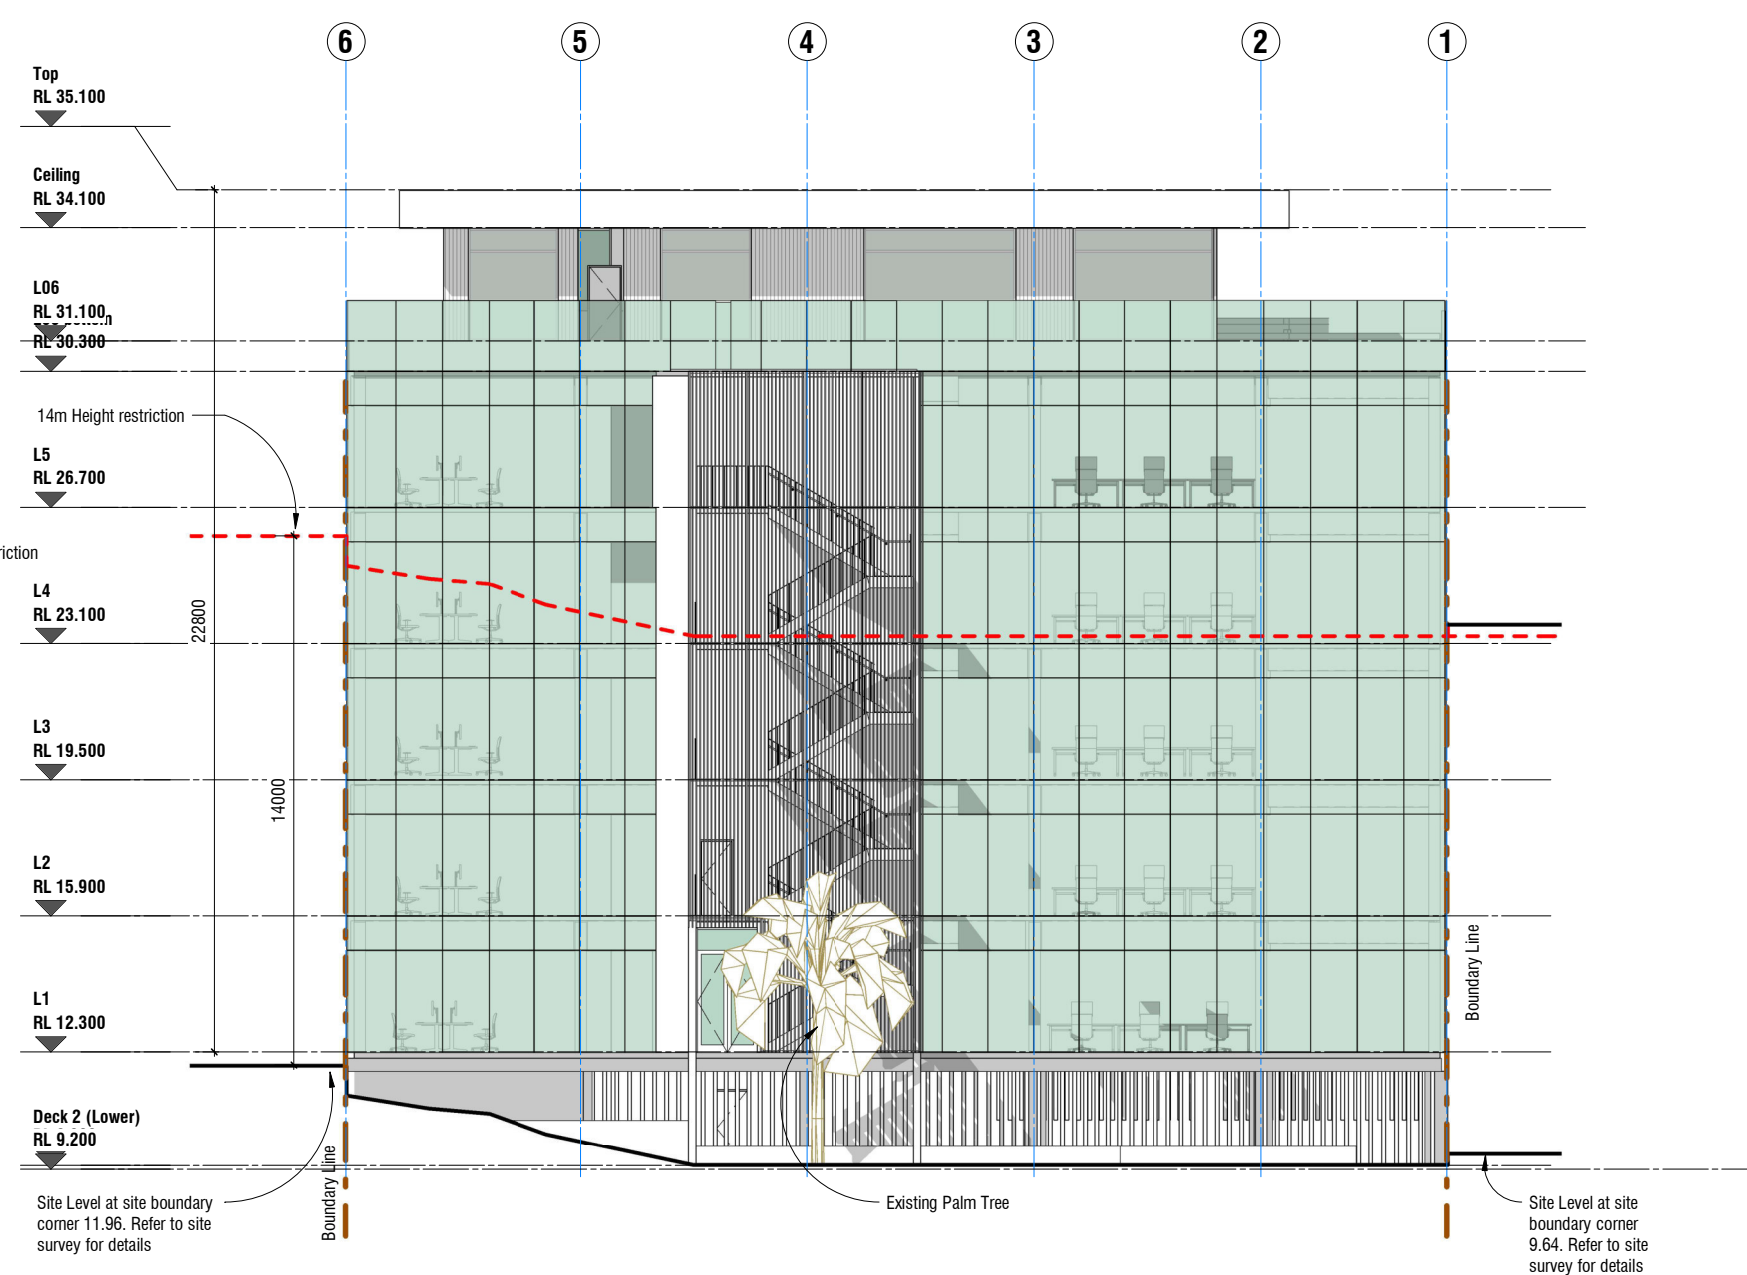 6 5 4 3 2 1
Top
RL 35.100
Ceiling
RL 34.100
L06
RL 31.100
RL 30.300
14m Height restriction
L5
RL 26.700
riction
L4
RL 23.100
22800
L3
RL 19.500
14000
L2
RL 15.900
Boundary Line
L1
RL 12.300
Deck 2 (Lower)
RL 9.200
Boundary Line
Site Level at site boundary
corner 11.96. Refer to site
survey for details
Existing Palm Tree
Site Level at site
boundary corner
9.64. Refer to site
survey for details